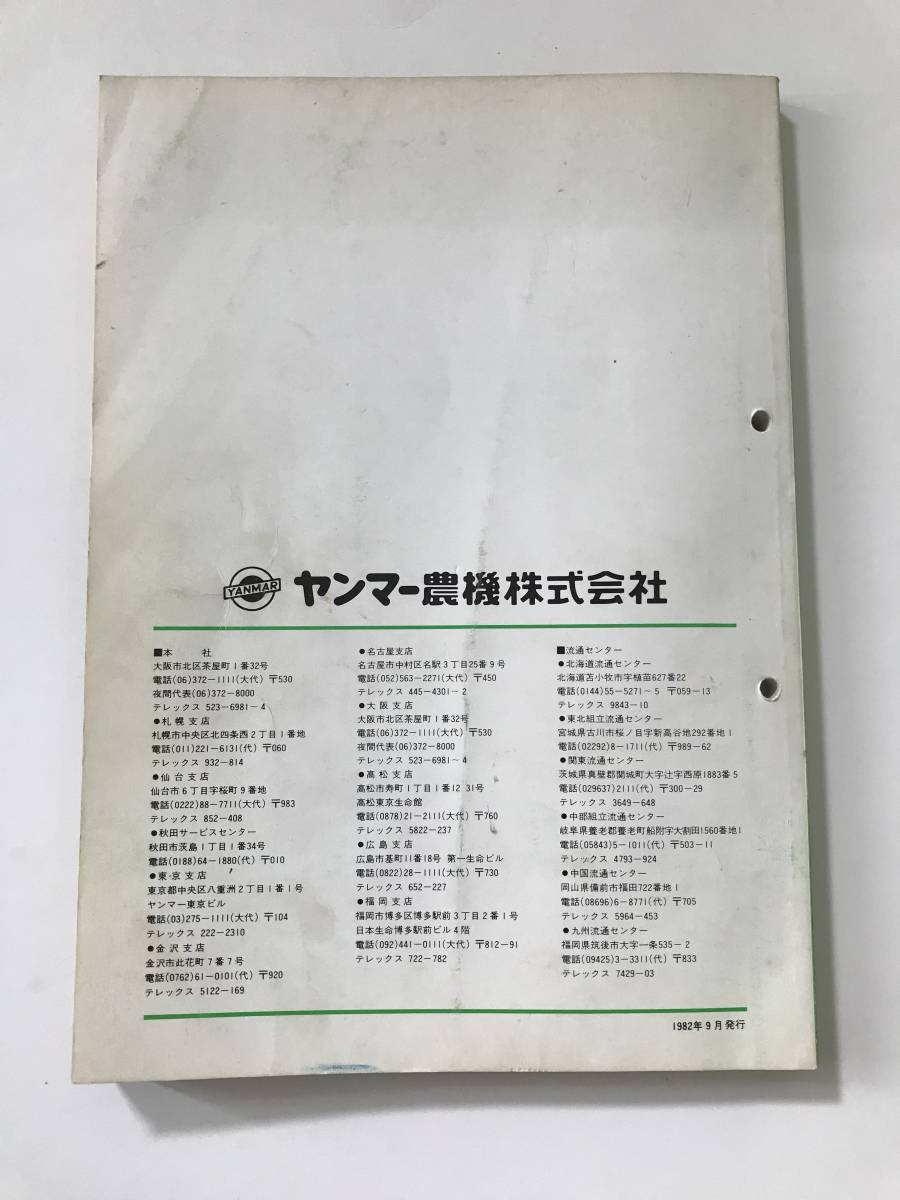 YANMAR ヤンマー農機株式会社
■本 社
大阪市北区茶屋町1番32号
電話(06)372-1111(大代)〒530
夜間代表(06)372-8000
テレックス 523-6981~4
●札幌支店
札幌市中央区北四条西2丁目1番地
電話(011)221-6131(代)〒060
テレックス 932-814
●仙台支店
仙台市6丁目字桜町9番地
電話(0222)88-7711(大代)〒983
テレックス 852-408
●秋田サービスセンター
秋田市茨島1丁目1番34号
電話(0188)64-1880(代)〒010
●東京支店
東京都中央区八重洲2丁目1番1号
ヤンマー東京ビル
電話(03)275-1111(大代)〒104
テレックス 222-2310
●金沢支店
金沢市此花町7番7号
電話(0762)61-0101(代)〒920
テレックス 5122-169
●名古屋支店
名古屋市中村区名駅3丁目25番9号
電話(052)563-2271(大代)〒450
テレックス 445-4301~2
●大阪支店
大阪市北区茶屋町1番32号
電話(06)372-1111(大代)〒530
夜間代表(06)372-8000
テレックス 523-6981~4
●高松支店
高松市寿町1丁目1番12 31号
高松東京生命館
電話(0878)21-2111(大代)〒760
テレックス 5822-237
●広島支店
広島市基町11番18号 第一生命ビル
電話(0822)28-1111(大代)〒730
テレックス 652-227
●福岡支店
福岡市博多区博多駅前3丁目2番1号
日本生命博多駅前ビル4階
電話(092)441-0111(大代)〒812-91
テレックス 722-782
■流通センター
●北海道流通センター
北海道苫小牧市字植苗627番22
電話(0144)55-5271~5 〒059-13
テレックス 9843-10
●東北組立流通センター
宮城県古川市桜ノ目字新高谷地292番地1
電話(02292)8-1711(代)〒989-62
●関東流通センター
茨城県真壁郡関城町大字辻字西原1883番5
電話(029637)2111(代)〒300-29
テレックス 3649-648
●中部組立流通センター
岐阜県養老郡養老町船附字大割田1560番地1
電話(05843)5-1011(代)〒503-11
テレックス 4793-924
●中国流通センター
岡山県備前市福田722番地1
電話(08696)6-8771(代)〒705
テレックス 5964-453
●九州流通センター
福岡県筑後市大字一条535-2
電話(09425)3-3311(代)〒833
テレックス 7429-03
1982年9月発行